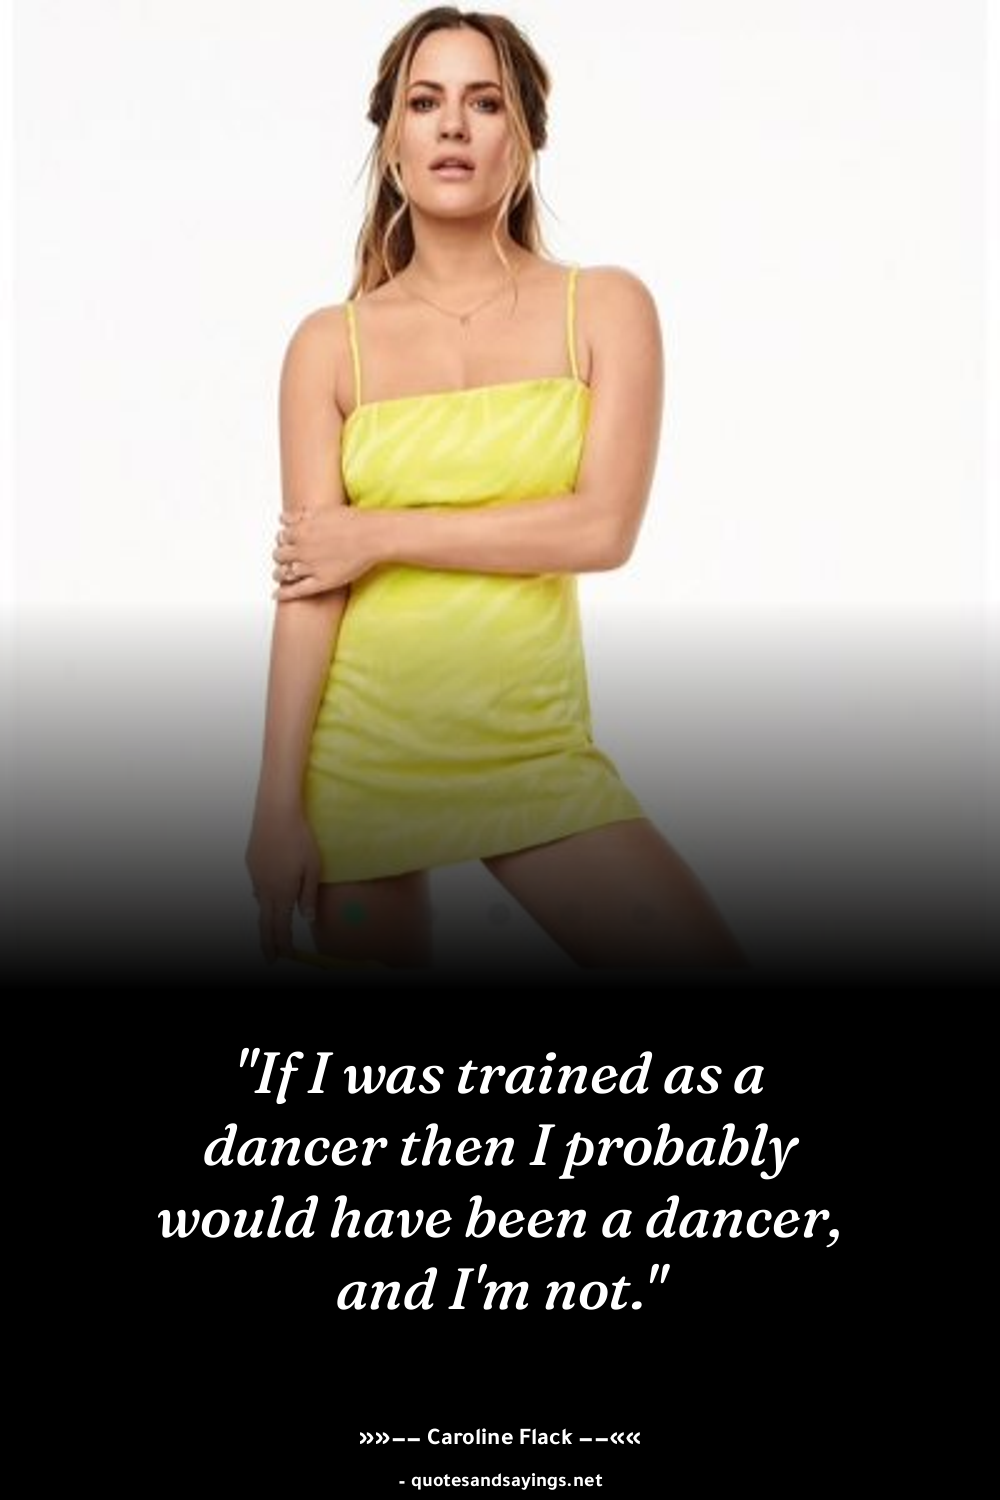 "If I was trained as a
dancer then I probably
would have been a dancer,
and I'm not."
»»–– Caroline Flack ––««
- quotesandsayings.net